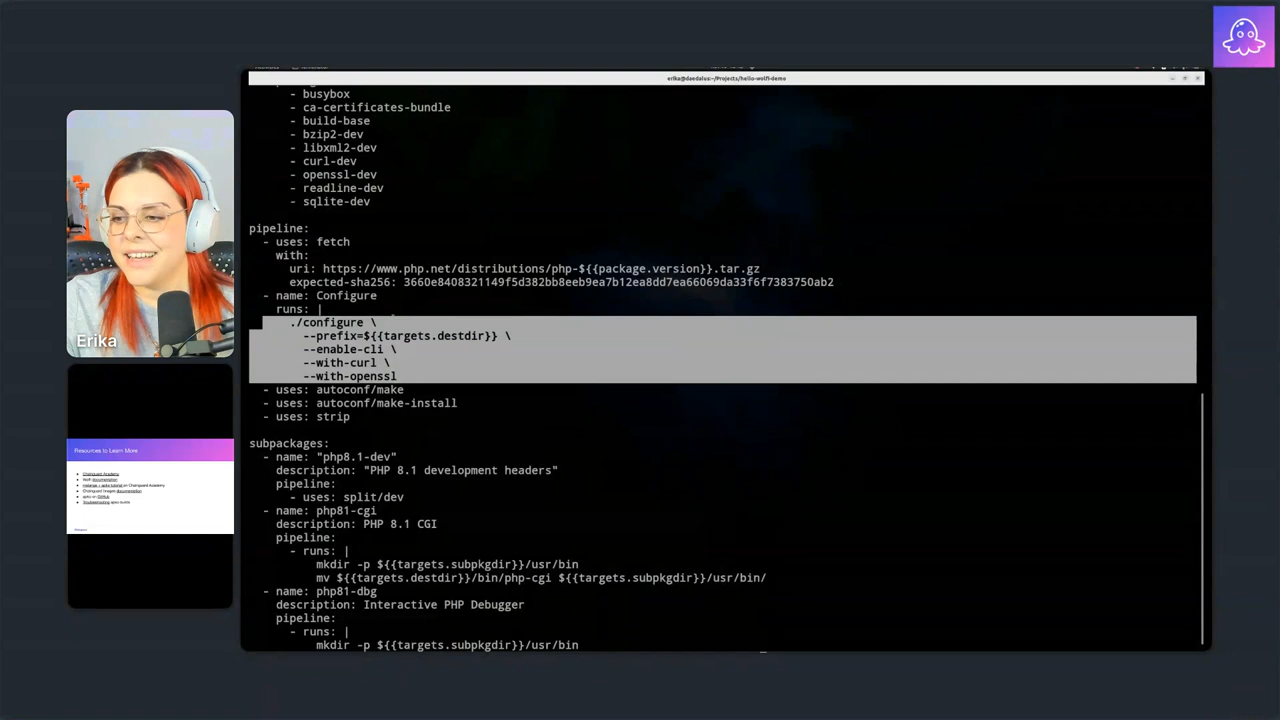 erika@daedalus:~/Projects/hello-wolfi-demo
- busybox
- ca-certificates-bundle
- build-base
- bzip2-dev
- libxml2-dev
- curl-dev
- openssl-dev
- readline-dev
- sqlite-dev
pipeline:
- uses: fetch
with:
uri: https://www.php.net/distributions/php-${{package.version}}.tar.gz
expected-sha256: 3660e8408321149f5d382bb8eeb9ea7b12ea8dd7ea66069da33f6f7383750ab2
- name: Configure
runs: |
./configure \
--prefix=${{targets.destdir}} \
--enable-cli \
--with-curl \
--with-openssl
- uses: autoconf/make
- uses: autoconf/make-install
- uses: strip
subpackages:
- name: "php8.1-dev"
description: "PHP 8.1 development headers"
pipeline:
- uses: split/dev
- name: php81-cgi
description: PHP 8.1 CGI
pipeline:
- runs: |
mkdir -p ${{targets.subpkgdir}}/usr/bin
mv ${{targets.destdir}}/bin/php-cgi ${{targets.subpkgdir}}/usr/bin/
- name: php81-dbg
description: Interactive PHP Debugger
pipeline:
- runs: |
mkdir -p ${{targets.subpkgdir}}/usr/bin
Erika
Resources to Learn More
Chainguard Academy